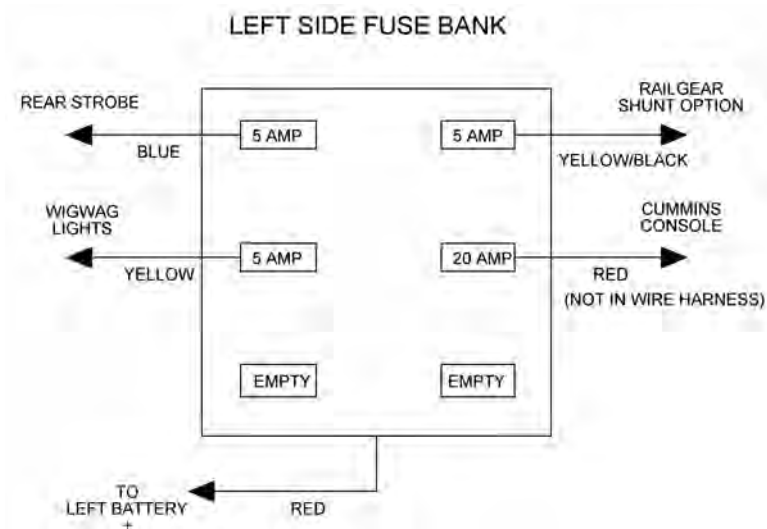 LEFT SIDE FUSE BANK
REAR STROBE
BLUE
5 AMP
5 AMP
RAILGEAR
SHUNT OPTION
YELLOW/BLACK
WIGWAG
LIGHTS
YELLOW
5 AMP
20 AMP
CUMMINS
CONSOLE
RED
(NOT IN WIRE HARNESS)
EMPTY
EMPTY
TO
LEFT BATTERY
+
RED